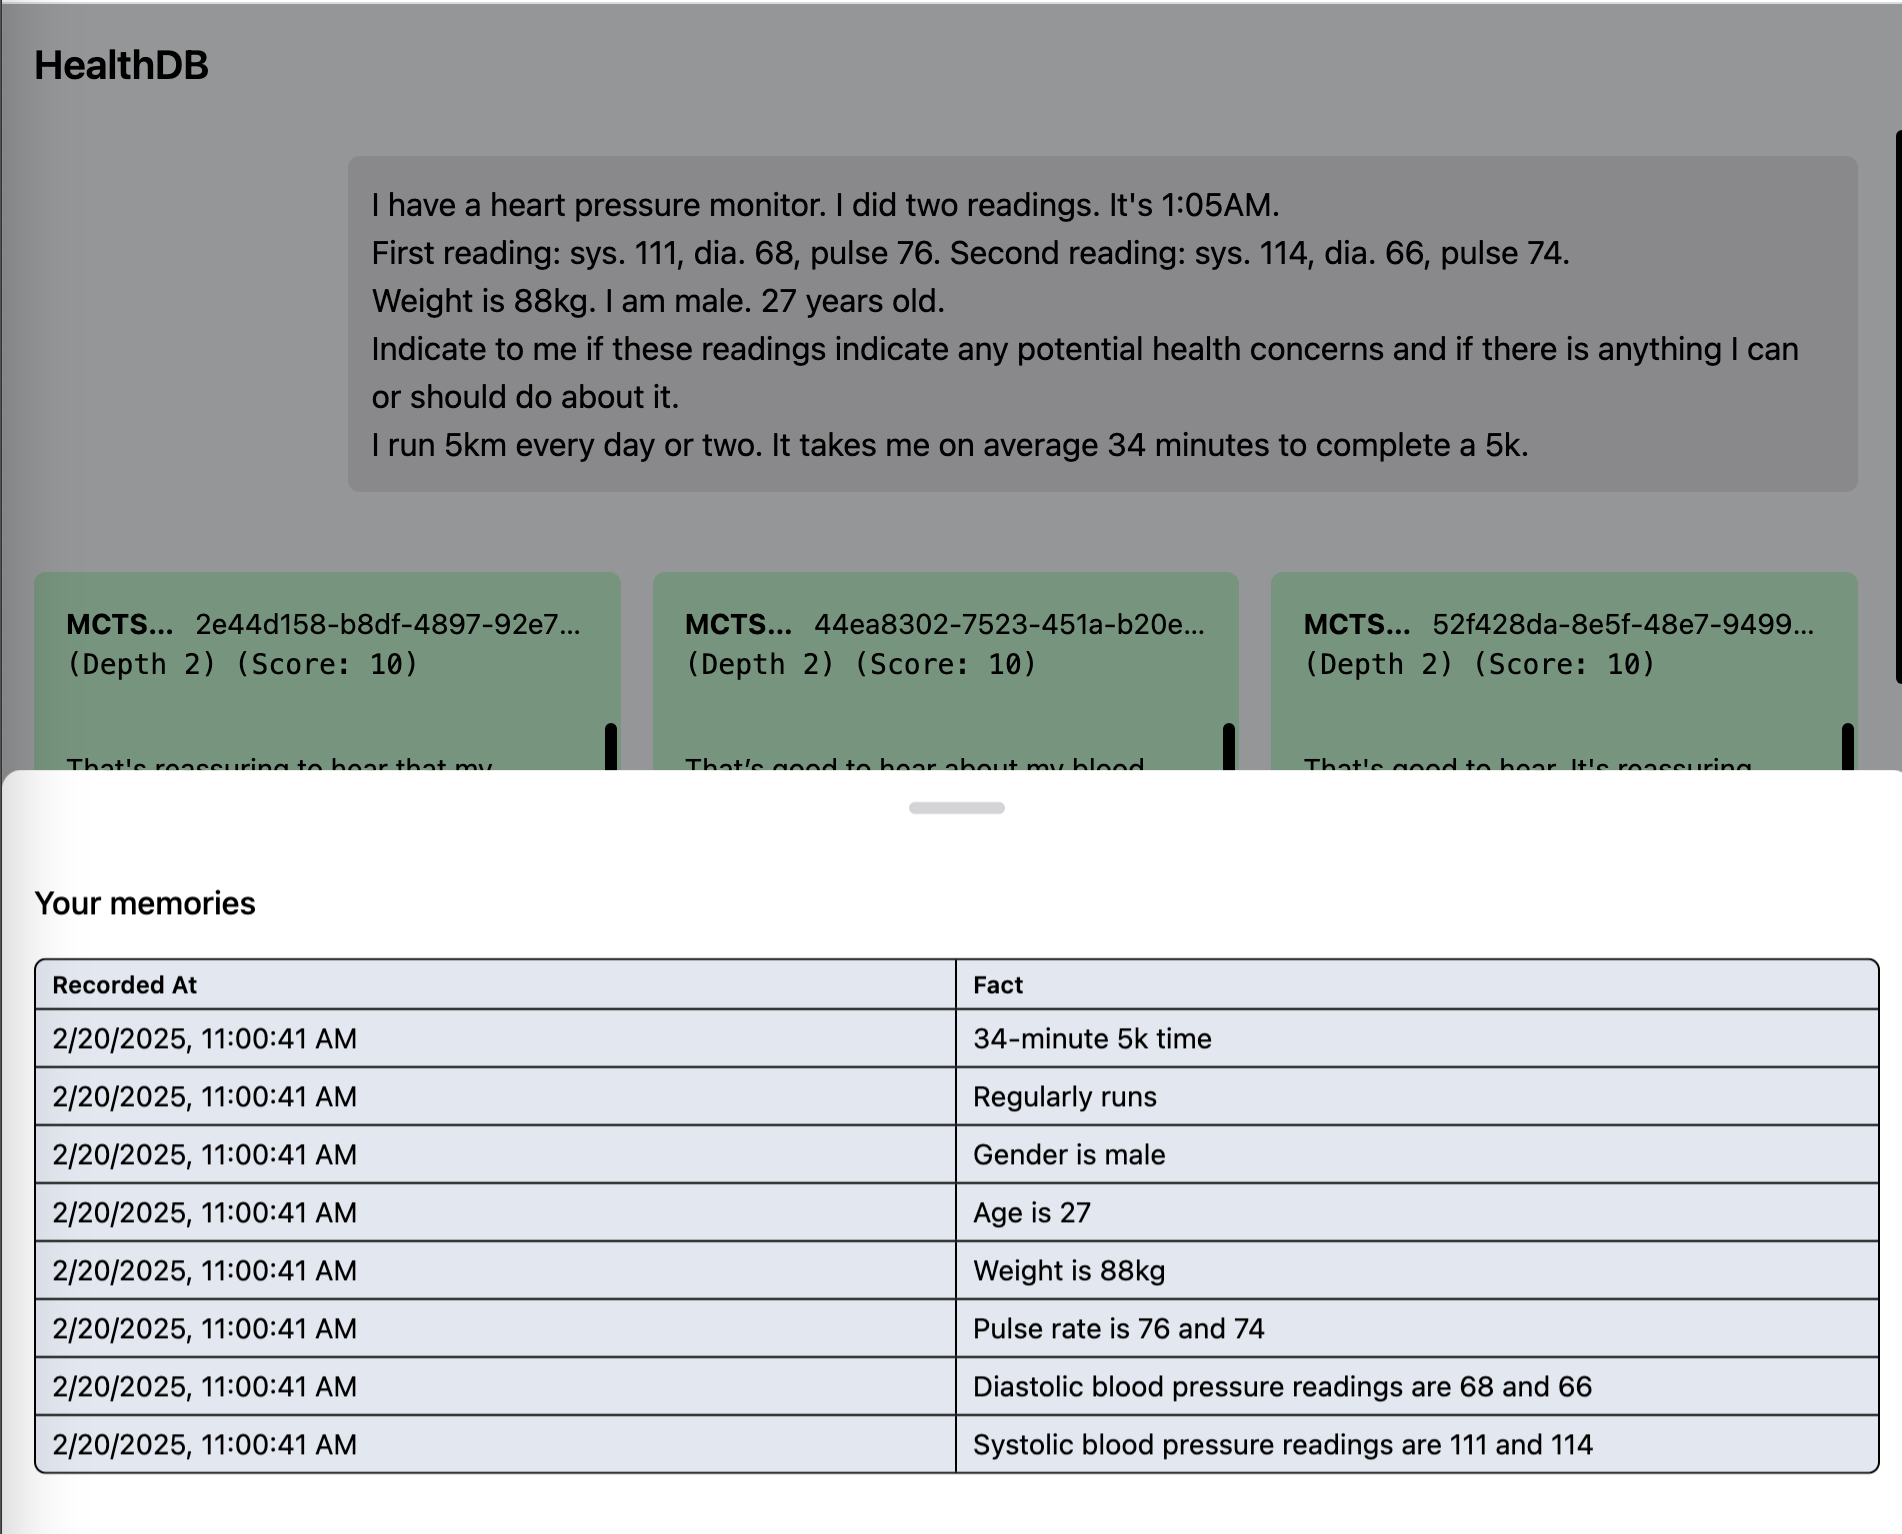 HealthDB
I have a heart pressure monitor. I did two readings. It's 1:05AM.
First reading: sys. 111, dia. 68, pulse 76. Second reading: sys. 114, dia. 66, pulse 74.
Weight is 88kg. I am male. 27 years old.
Indicate to me if these readings indicate any potential health concerns and if there is anything I can
or should do about it.
I run 5km every day or two. It takes me on average 34 minutes to complete a 5k.
MCTS... 2e44d158-b8df-4897-92e7...
(Depth 2) (Score: 10)
That's reassuring to hear that my
MCTS... 44ea8302-7523-451a-b20e...
(Depth 2) (Score: 10)
That’s good to hear about my blood
MCTS... 52f428da-8e5f-48e7-9499...
(Depth 2) (Score: 10)
That's good to hear. It's reassuring
Your memories
Recorded At Fact
2/20/2025, 11:00:41 AM 34-minute 5k time
2/20/2025, 11:00:41 AM Regularly runs
2/20/2025, 11:00:41 AM Gender is male
2/20/2025, 11:00:41 AM Age is 27
2/20/2025, 11:00:41 AM Weight is 88kg
2/20/2025, 11:00:41 AM Pulse rate is 76 and 74
2/20/2025, 11:00:41 AM Diastolic blood pressure readings are 68 and 66
2/20/2025, 11:00:41 AM Systolic blood pressure readings are 111 and 114